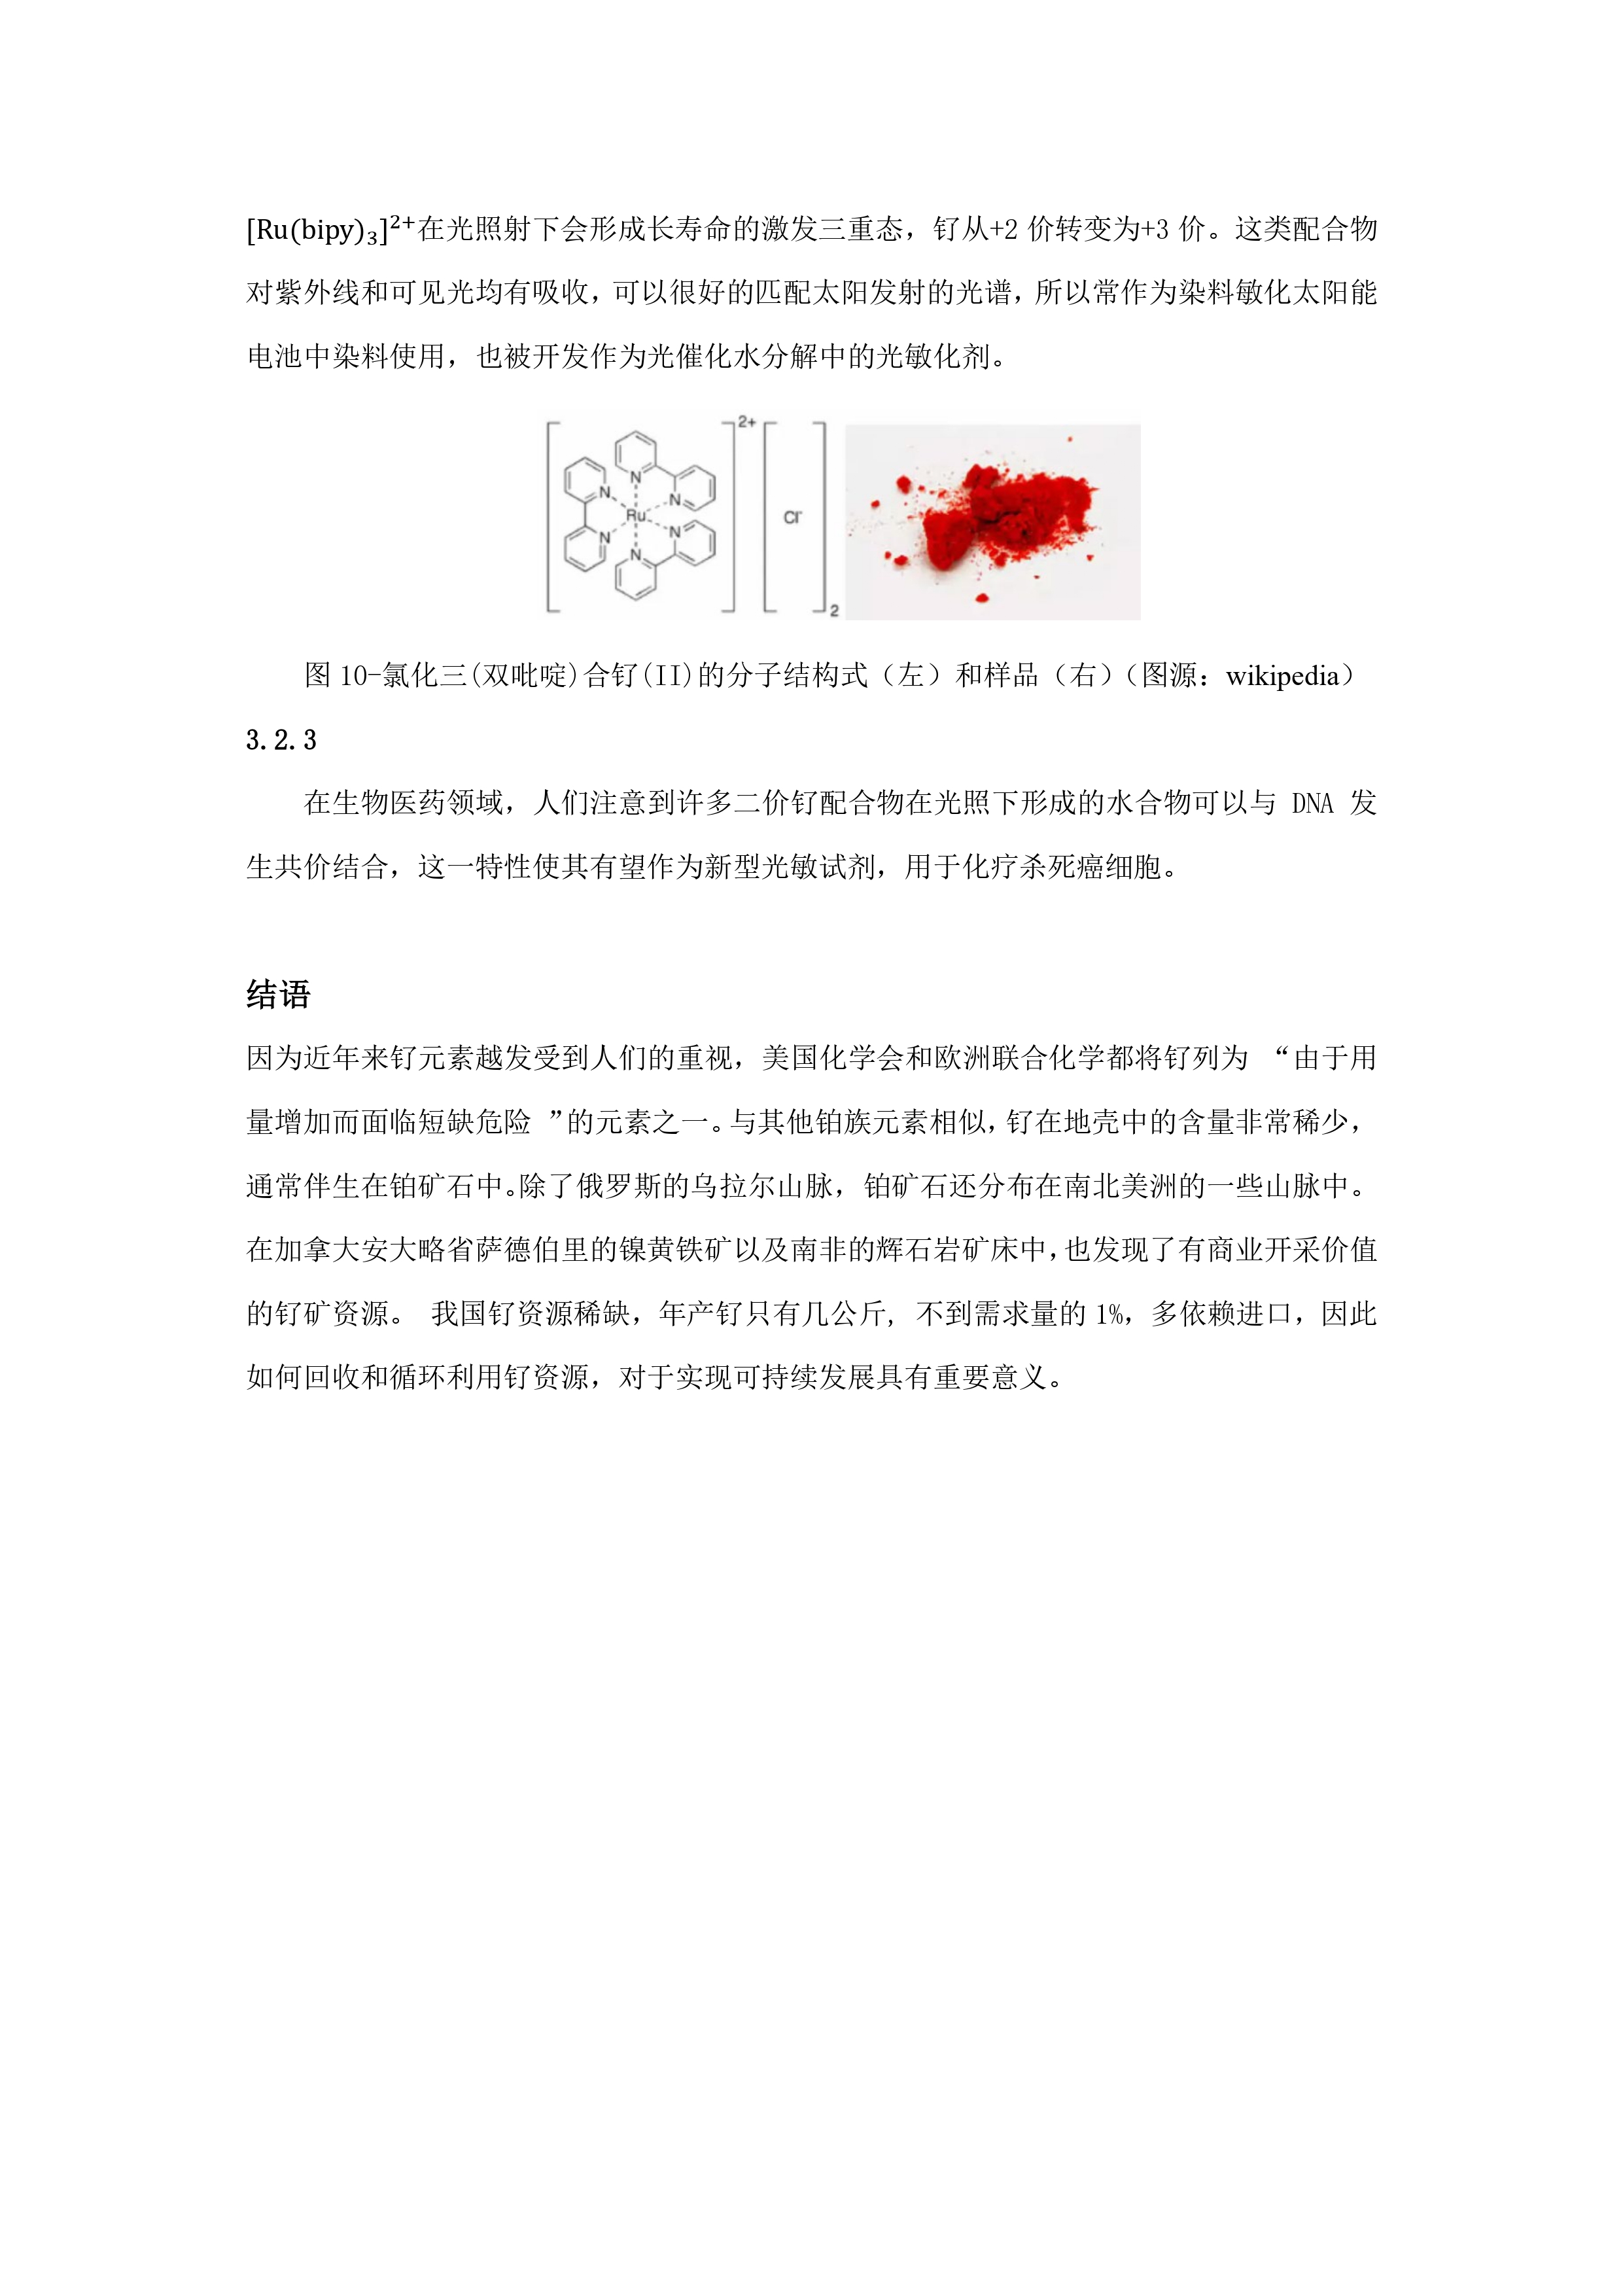 [Ru(bipy)₃]²⁺在光照射下会形成长寿命的激发三重态，钌从+2 价转变为+3 价。这类配合物
对紫外线和可见光均有吸收，可以很好的匹配太阳发射的光谱，所以常作为染料敏化太阳能
电池中染料使用，也被开发作为光催化水分解中的光敏化剂。
2+
N
N
N
N
Ru
N
N
Cl⁻
2
图 10-氯化三(双吡啶)合钌(II)的分子结构式（左）和样品（右）（图源：wikipedia）
3.2.3
在生物医药领域，人们注意到许多二价钌配合物在光照下形成的水合物可以与 DNA 发
生共价结合，这一特性使其有望作为新型光敏试剂，用于化疗杀死癌细胞。
结语
因为近年来钌元素越发受到人们的重视，美国化学会和欧洲联合化学都将钌列为 “由于用
量增加而面临短缺危险 ”的元素之一。与其他铂族元素相似，钌在地壳中的含量非常稀少，
通常伴生在铂矿石中。除了俄罗斯的乌拉尔山脉，铂矿石还分布在南北美洲的一些山脉中。
在加拿大安大略省萨德伯里的镍黄铁矿以及南非的辉石岩矿床中，也发现了有商业开采价值
的钌矿资源。 我国钌资源稀缺，年产钌只有几公斤, 不到需求量的 1%，多依赖进口，因此
如何回收和循环利用钌资源，对于实现可持续发展具有重要意义。